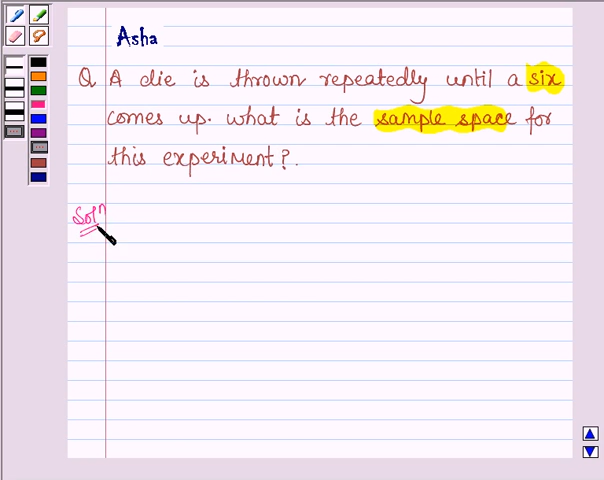 Asha
Q A die is thrown repeatedly until a six
comes up. what is the sample space for
this experiment?.
Solⁿ